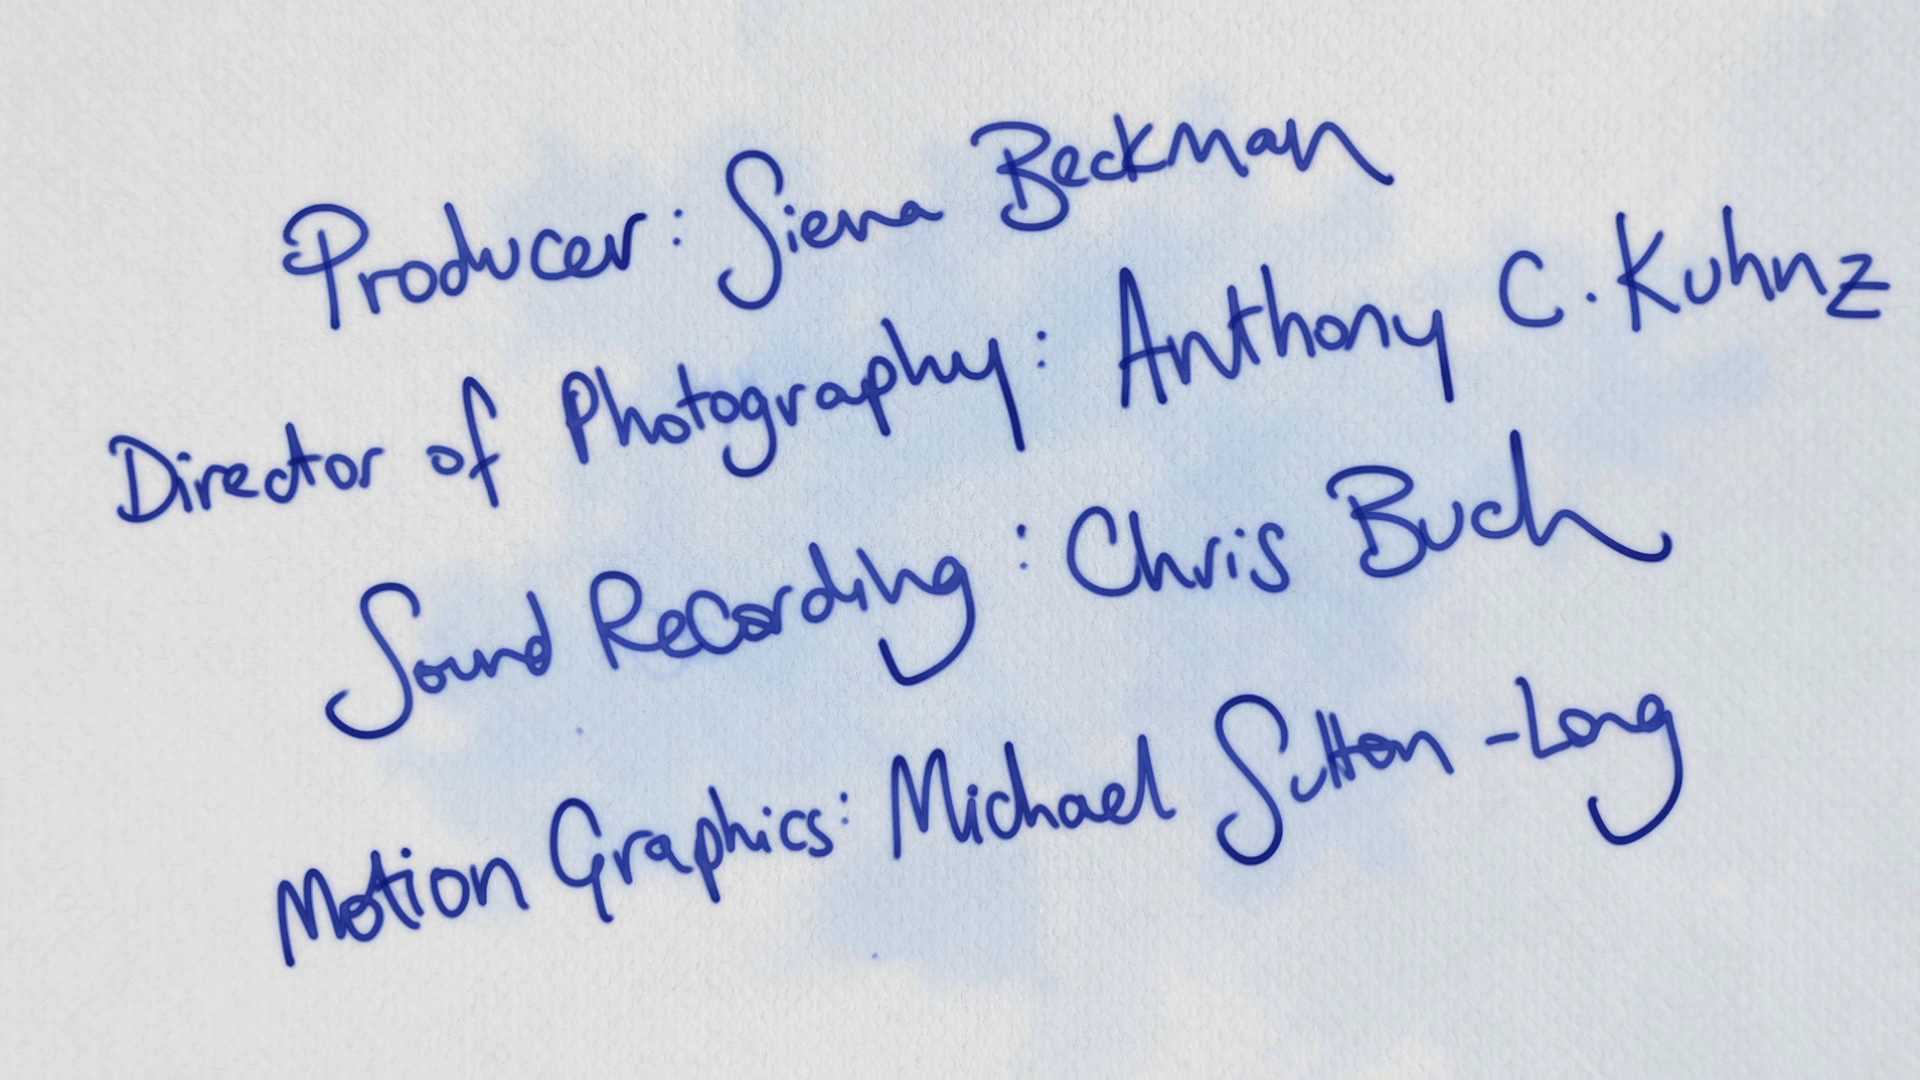 Producer: Siena Beckman
Director of Photography: Anthony C. Kuhnz
Sound Recording: Chris Buch
Motion Graphics: Michael Sutton-Long